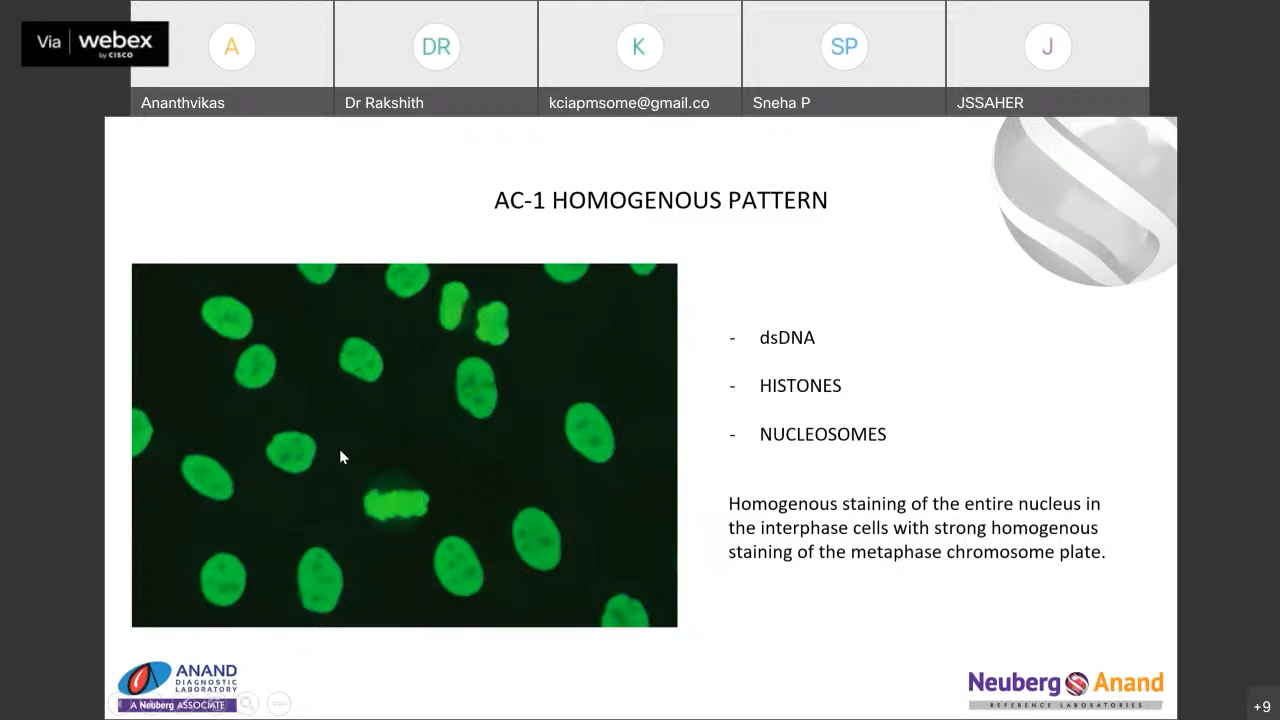 Via webex
by CISCO
A
DR
K
SP
J
Ananthvikas
Dr Rakshith
kciapmsome@gmail.co
Sneha P
JSSAHER
AC-1 HOMOGENOUS PATTERN
- dsDNA
- HISTONES
- NUCLEOSOMES
Homogenous staining of the entire nucleus in
the interphase cells with strong homogenous
staining of the metaphase chromosome plate.
ANAND
DIAGNOSTIC
LABORATORY
A Neuberg ASSOCIATE
Neuberg Anand
REFERENCE LABORATORIES
+9